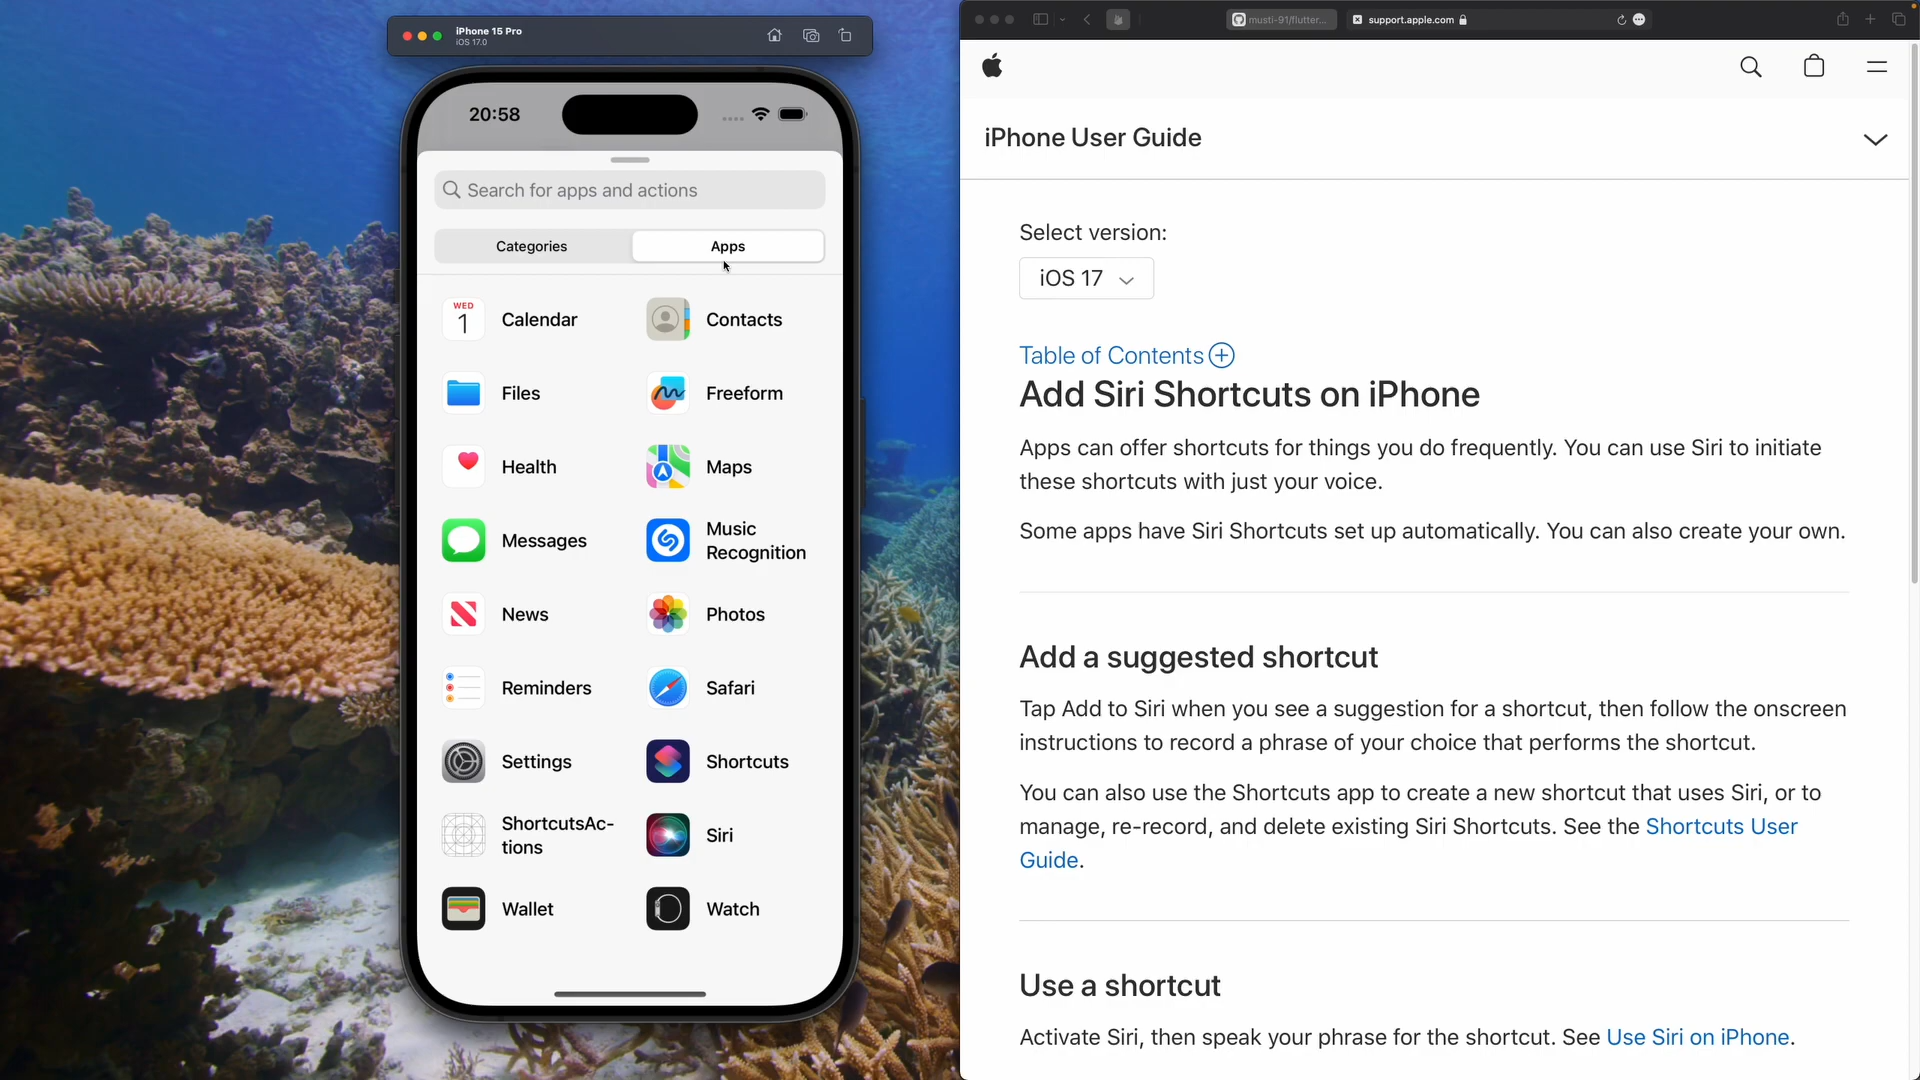 iPhone 15 Pro
iOS 17.0
musti-91/flutter...
support.apple.com
20:58
Search for apps and actions
Categories
Apps
WED
1
Calendar
Contacts
Files
Freeform
Health
Maps
Messages
Music
Recognition
News
Photos
Reminders
Safari
Settings
Shortcuts
ShortcutsAc-
tions
Siri
Wallet
Watch
iPhone User Guide
Select version:
iOS 17
Table of Contents
Add Siri Shortcuts on iPhone
Apps can offer shortcuts for things you do frequently. You can use Siri to initiate
these shortcuts with just your voice.
Some apps have Siri Shortcuts set up automatically. You can also create your own.
Add a suggested shortcut
Tap Add to Siri when you see a suggestion for a shortcut, then follow the onscreen
instructions to record a phrase of your choice that performs the shortcut.
You can also use the Shortcuts app to create a new shortcut that uses Siri, or to
manage, re-record, and delete existing Siri Shortcuts. See the Shortcuts User
Guide.
Use a shortcut
Activate Siri, then speak your phrase for the shortcut. See Use Siri on iPhone.